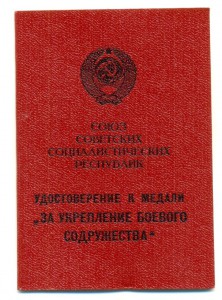 СОЮЗ
СОВЕТСКИХ
СОЦИАЛИСТИЧЕСКИХ
РЕСПУБЛИК
УДОСТОВЕРЕНИЕ К МЕДАЛИ
„ЗА УКРЕПЛЕНИЕ БОЕВОГО
СОДРУЖЕСТВА"